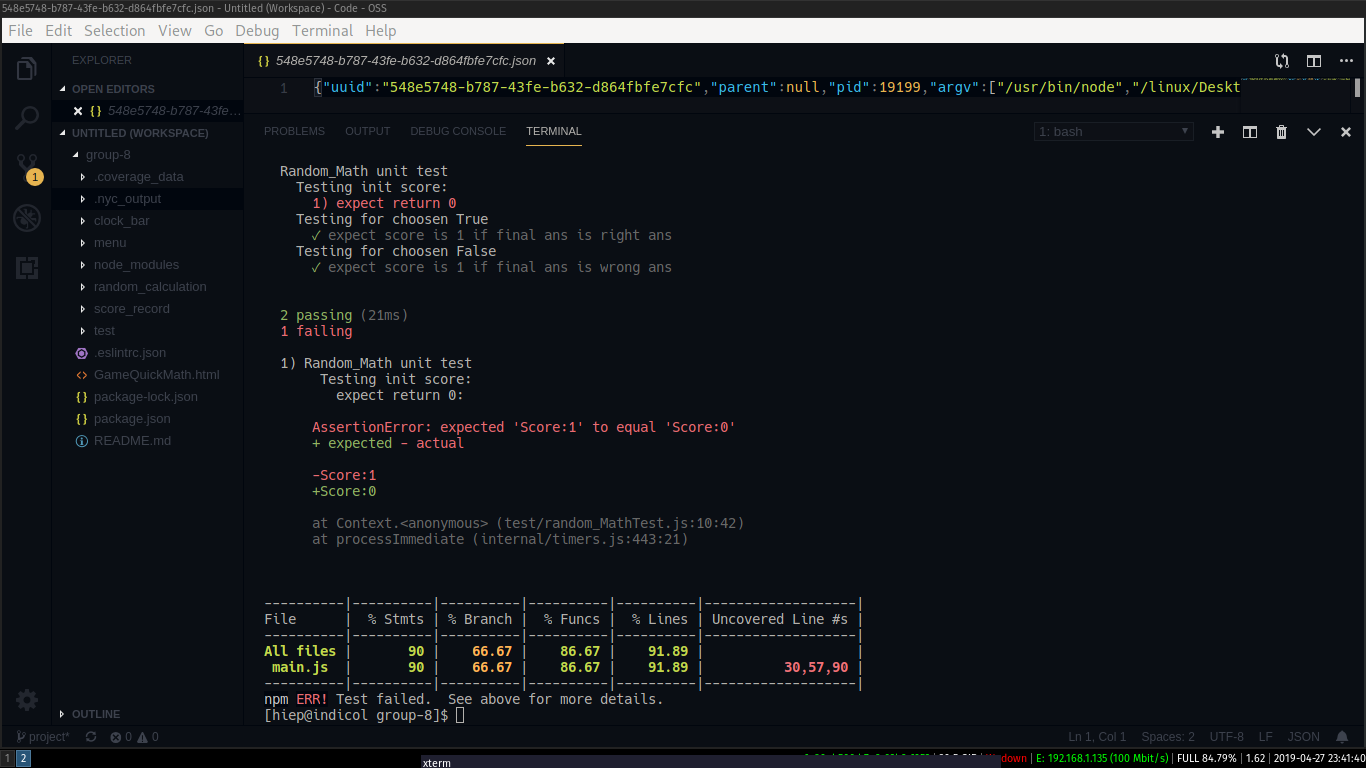 548e5748-b787-43fe-b632-d864fbfe7cfc.json - Untitled (Workspace) - Code - OSS
File Edit Selection View Go Debug Terminal Help
EXPLORER
OPEN EDITORS
{ } 548e5748-b787-43fe...
UNTITLED (WORKSPACE)
group-8
.coverage_data
.nyc_output
clock_bar
menu
node_modules
random_calculation
score_record
test
.eslintrc.json
<> GameQuickMath.html
{ } package-lock.json
{ } package.json
README.md
OUTLINE
1
{ } 548e5748-b787-43fe-b632-d864fbfe7cfc.json
1 {"uuid":"548e5748-b787-43fe-b632-d864fbfe7cfc","parent":null,"pid":19199,"argv":["/usr/bin/node","/linux/Deskt
PROBLEMS OUTPUT DEBUG CONSOLE TERMINAL 1: bash
Random_Math unit test
Testing init score:
1) expect return 0
Testing for choosen True
✓ expect score is 1 if final ans is right ans
Testing for choosen False
✓ expect score is 1 if final ans is wrong ans
2 passing (21ms)
1 failing
1) Random_Math unit test
Testing init score:
expect return 0:
AssertionError: expected 'Score:1' to equal 'Score:0'
+ expected - actual
-Score:1
+Score:0
at Context.<anonymous> (test/random_MathTest.js:10:42)
at processImmediate (internal/timers.js:443:21)
----------|----------|----------|----------|----------|-------------------|
File | % Stmts | % Branch | % Funcs | % Lines | Uncovered Line #s |
----------|----------|----------|----------|----------|-------------------|
All files | 90 | 66.67 | 86.67 | 91.89 | |
main.js | 90 | 66.67 | 86.67 | 91.89 | 30,57,90 |
----------|----------|----------|----------|----------|-------------------|
npm ERR! Test failed. See above for more details.
[hiep@indicol group-8]$
project* 0 0 Ln 1, Col 1 Spaces: 2 UTF-8 LF JSON
1 2 xterm down | E: 192.168.1.135 (100 Mbit/s) | FULL 84.79% | 1.62 | 2019-04-27 23:41:40